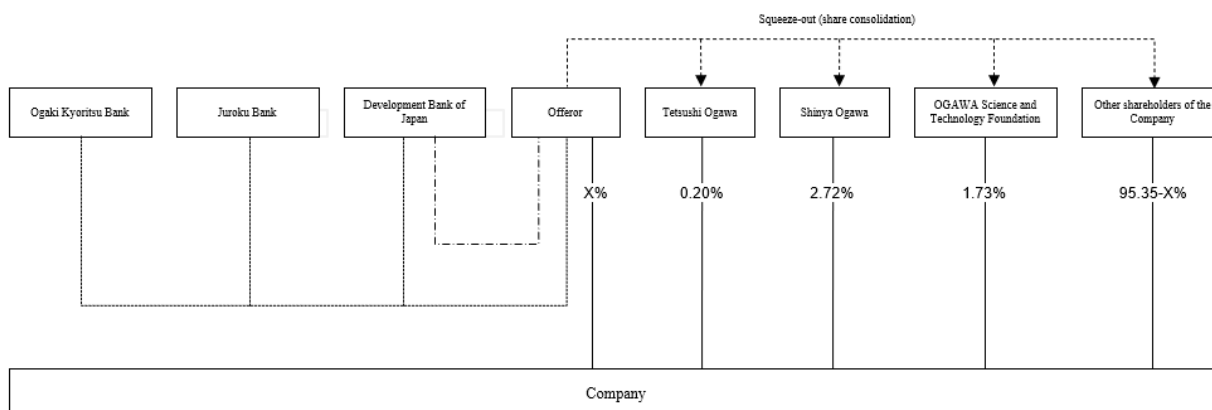 Squeeze-out (share consolidation)
Ogaki Kyoritsu Bank
Juroku Bank
Development Bank of
Japan
Offeror
Tetsushi Ogawa
Shinya Ogawa
OGAWA Science and
Technology Foundation
Other shareholders of the
Company
X%
0.20%
2.72%
1.73%
95.35-X%
Company